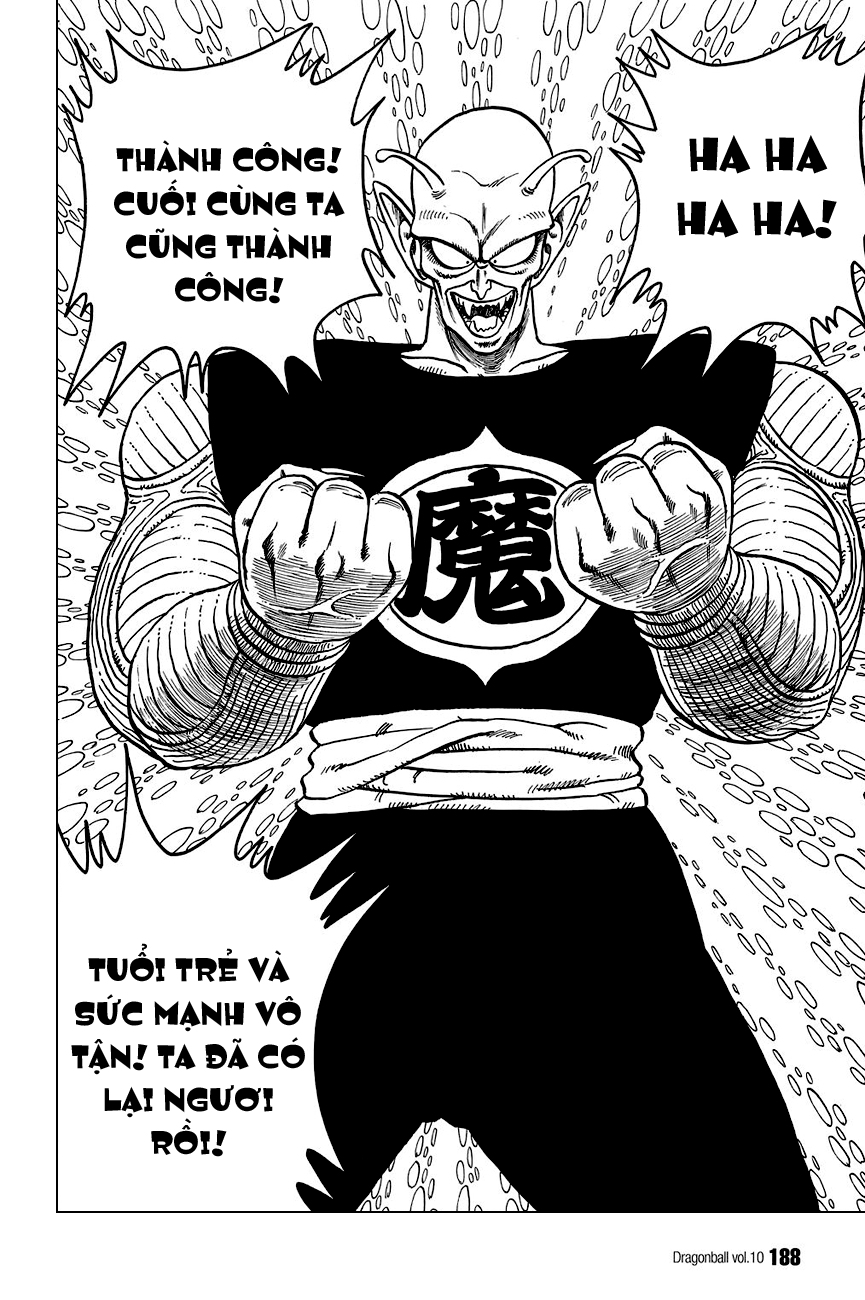 HA HA
HA HA!
THÀNH CÔNG!
CUỐI CÙNG TA
CŨNG THÀNH
CÔNG!
魔
TUỔI TRẺ VÀ
SỨC MẠNH VÔ
TẬN! TA ĐÃ CÓ
LẠI NGƯƠI
RỒI!
Dragonball vol.10 188